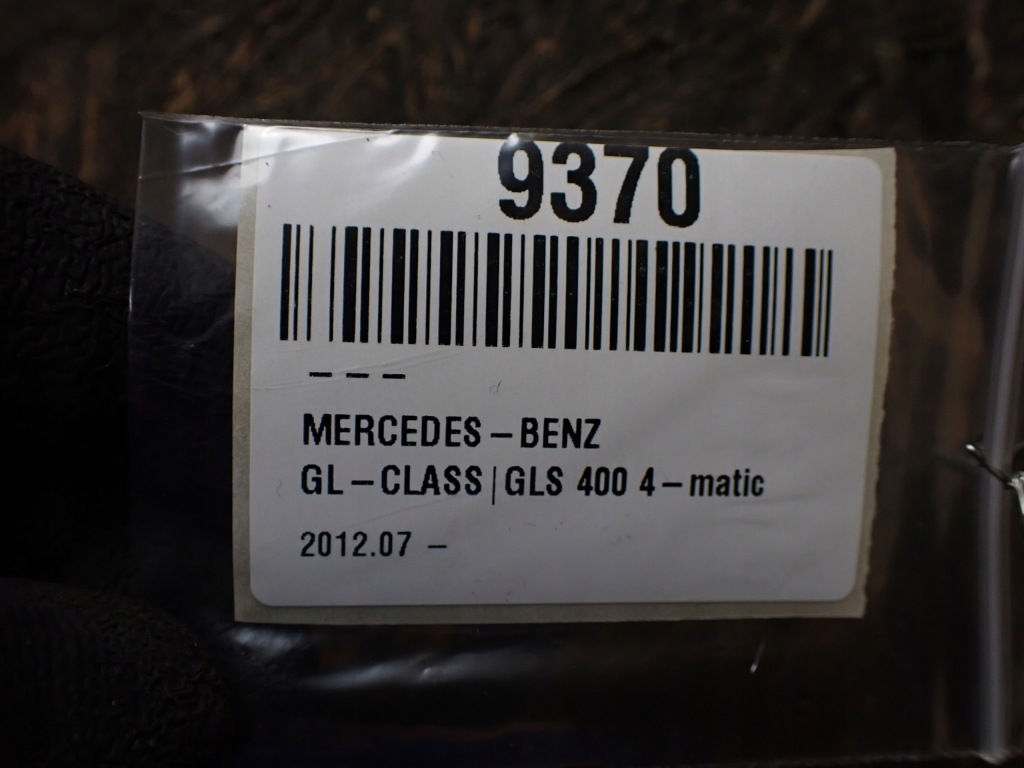 9370
– – –
MERCEDES – BENZ
GL – CLASS | GLS 400 4 – matic
2012.07 –